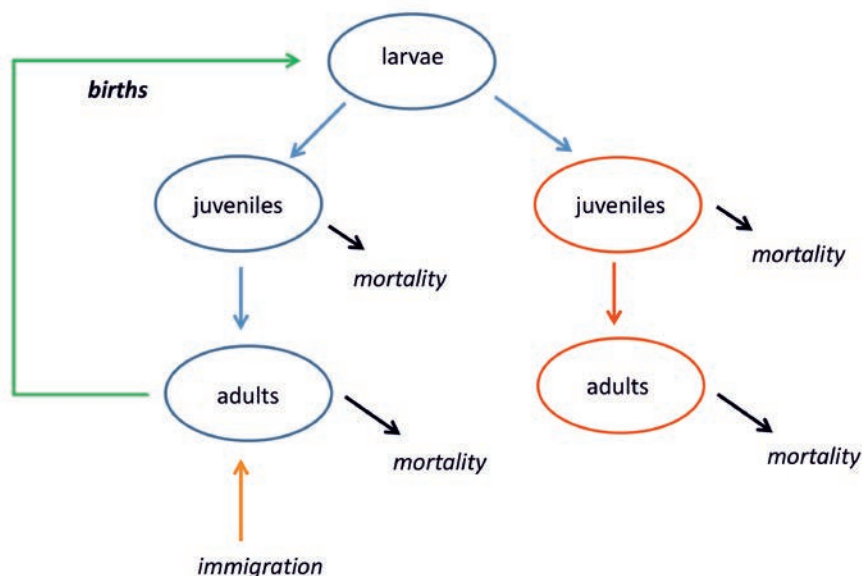 larvae
births
juveniles
juveniles
mortality
mortality
adults
adults
mortality
mortality
immigration